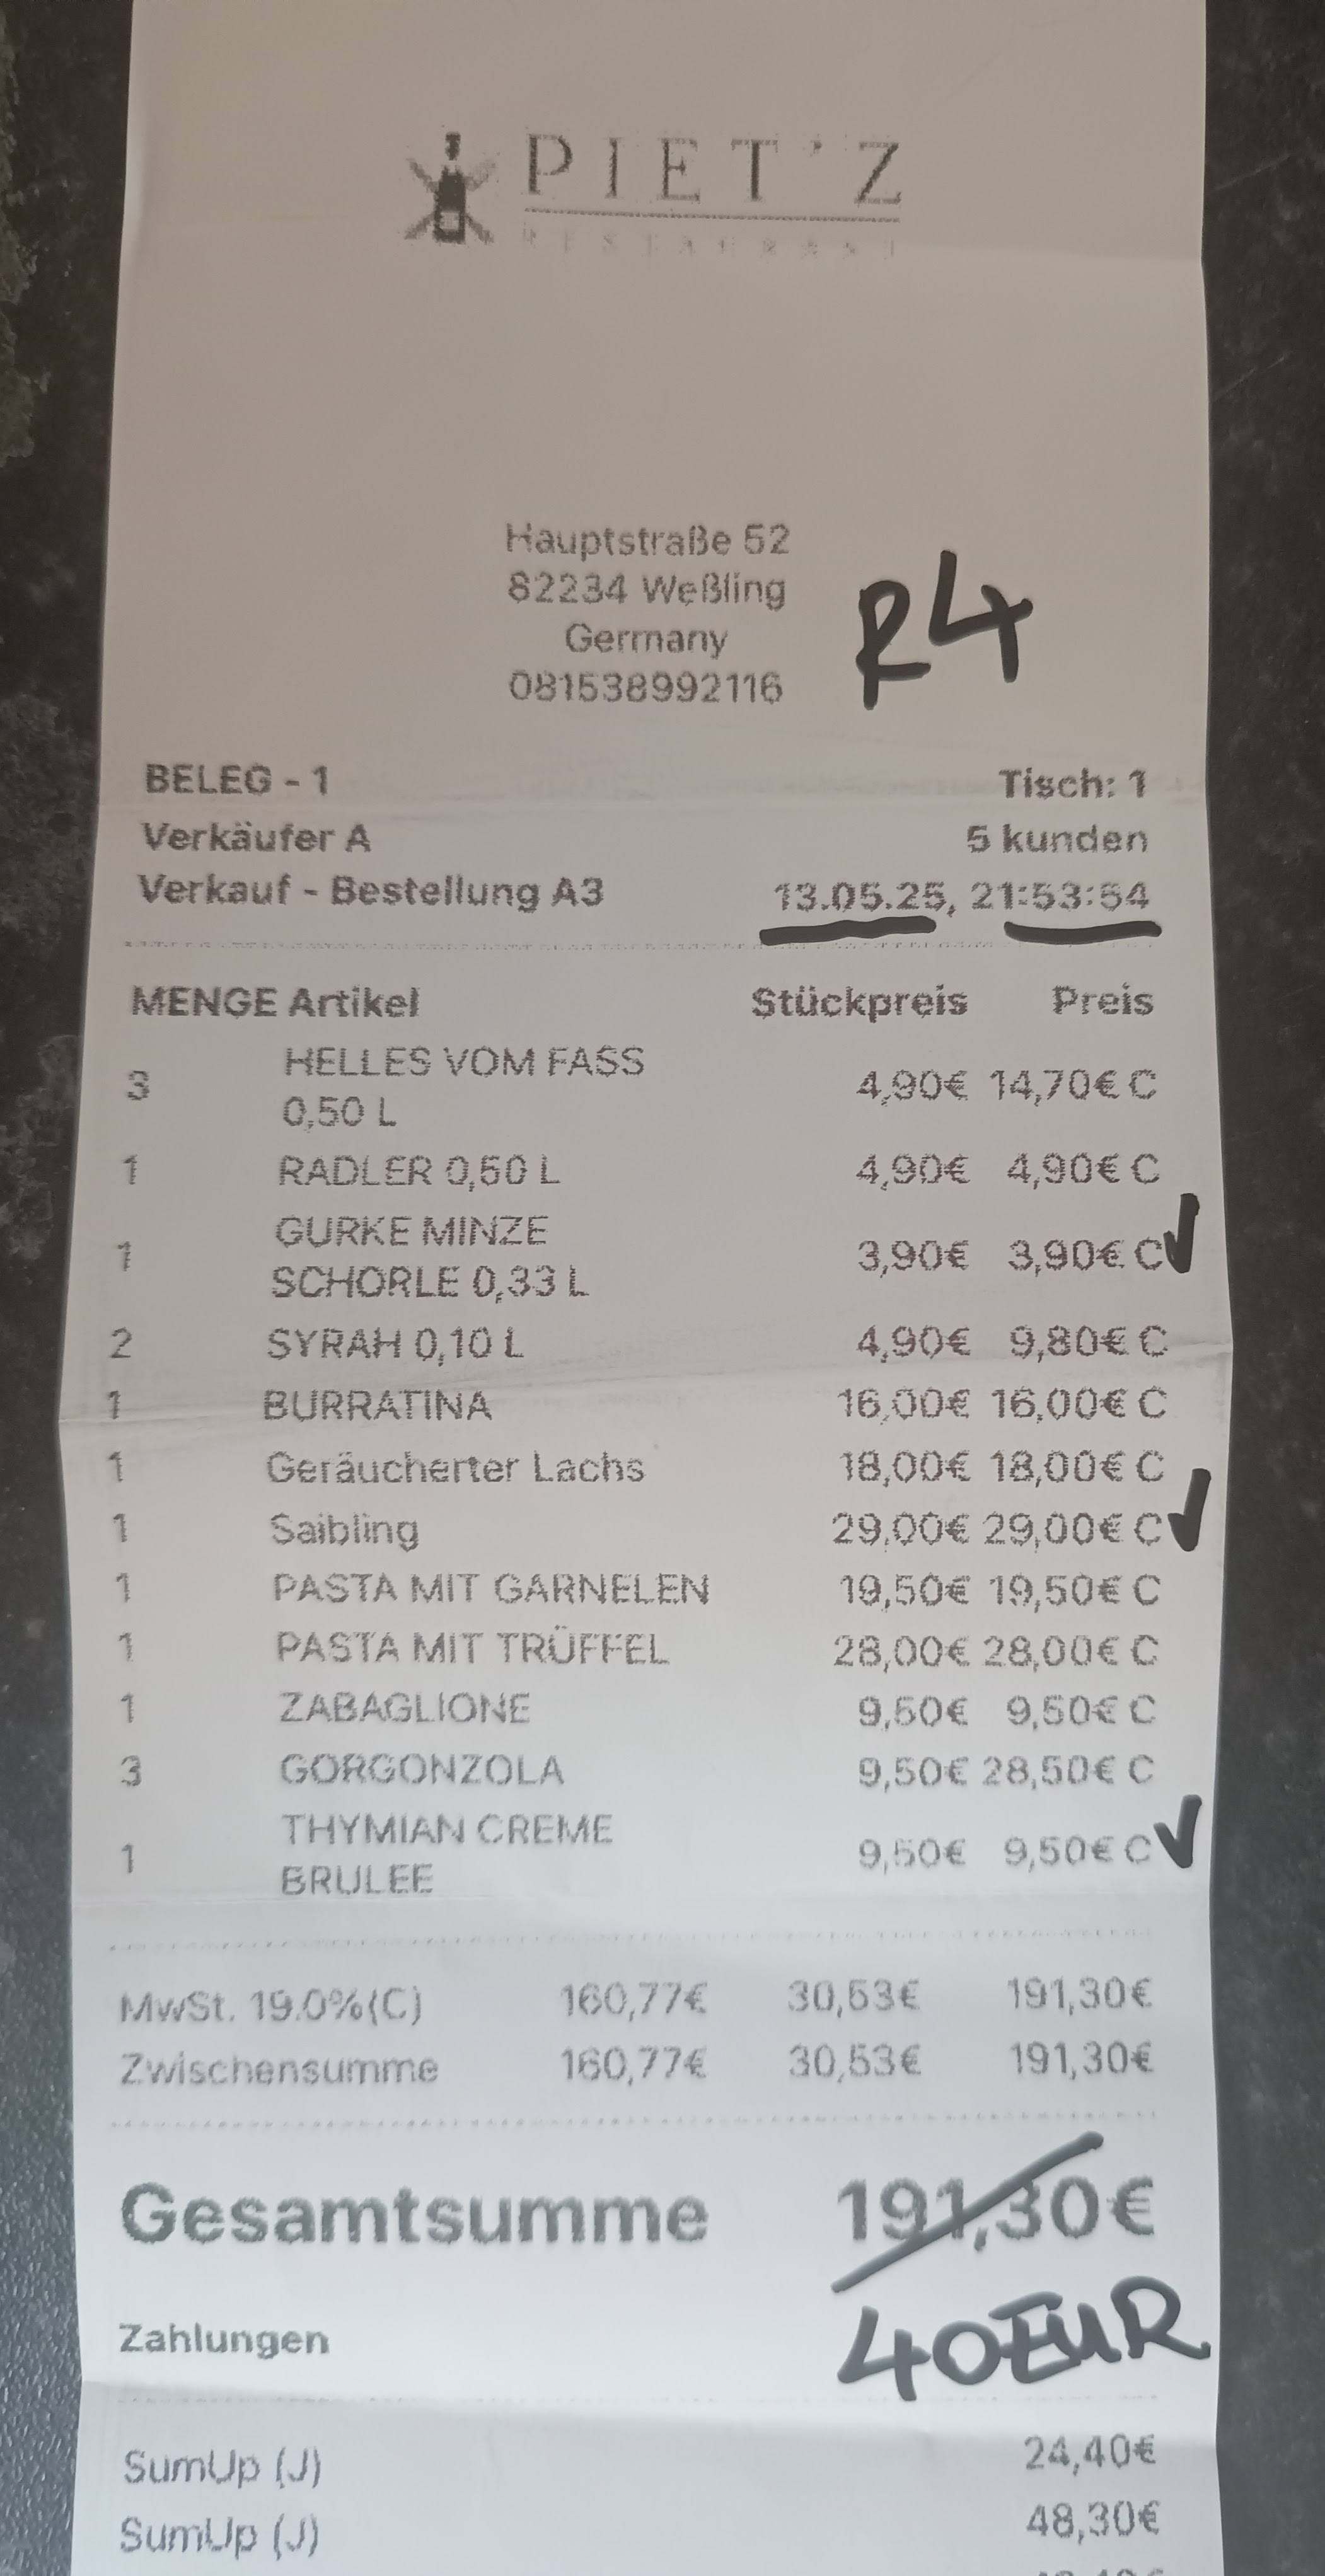 PIET'Z
RESTAURANT
Hauptstraße 52
82234 Weßling
Germany
081538992116
R4
BELEG - 1 Tisch: 1
Verkäufer A 5 kunden
Verkauf - Bestellung A3 13.05.25, 21:53:54
MENGE Artikel Stückpreis Preis
3 HELLES VOM FASS 0,50 L 4,90€ 14,70€ C
1 RADLER 0,50 L 4,90€ 4,90€ C
1 GURKE MINZE SCHORLE 0,33 L 3,90€ 3,90€ C ✓
2 SYRAH 0,10 L 4,90€ 9,80€ C
1 BURRATINA 16,00€ 16,00€ C
1 Geräucherter Lachs 18,00€ 18,00€ C
1 Saibling 29,00€ 29,00€ C ✓
1 PASTA MIT GARNELEN 19,50€ 19,50€ C
1 PASTA MIT TRÜFFEL 28,00€ 28,00€ C
1 ZABAGLIONE 9,50€ 9,50€ C
3 GORGONZOLA 9,50€ 28,50€ C
1 THYMIAN CREME BRULEE 9,50€ 9,50€ C ✓
MwSt. 19.0%(C) 160,77€ 30,53€ 191,30€
Zwischensumme 160,77€ 30,53€ 191,30€
Gesamtsumme 191,30€
40EUR
Zahlungen
SumUp (J) 24,40€
SumUp (J) 48,30€